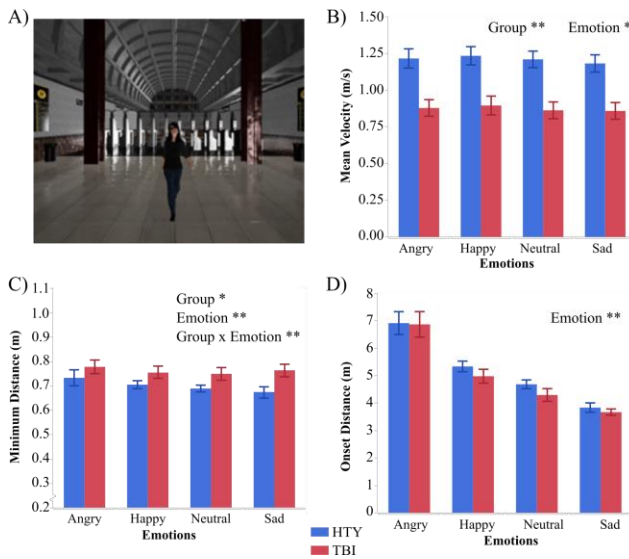 A)
B)
1.50
1.25
1.00
0.75
0.50
0.25
0.00
Mean Velocity (m/s)
Group **
Emotion *
Angry
Happy
Neutral
Sad
Emotions
C)
1.1
1.0
0.9
0.8
0.7
0.6
0.5
0.4
0.3
0.2
Minimum Distance (m)
Group *
Emotion **
Group x Emotion **
Angry
Happy
Neutral
Sad
Emotions
D)
8
7
6
5
4
3
2
1
0
Onset Distance (m)
Emotion **
Angry
Happy
Neutral
Sad
Emotions
HTY
TBI